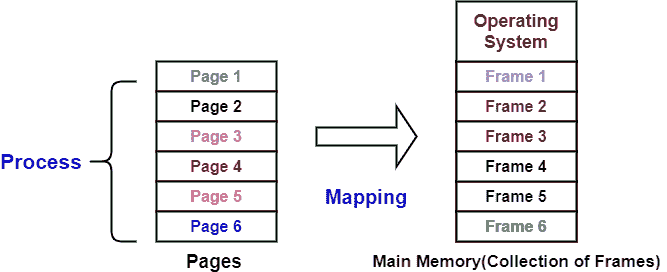 Process
Page 1
Page 2
Page 3
Page 4
Page 5
Page 6
Pages
Mapping
Operating
System
Frame 1
Frame 2
Frame 3
Frame 4
Frame 5
Frame 6
Main Memory(Collection of Frames)